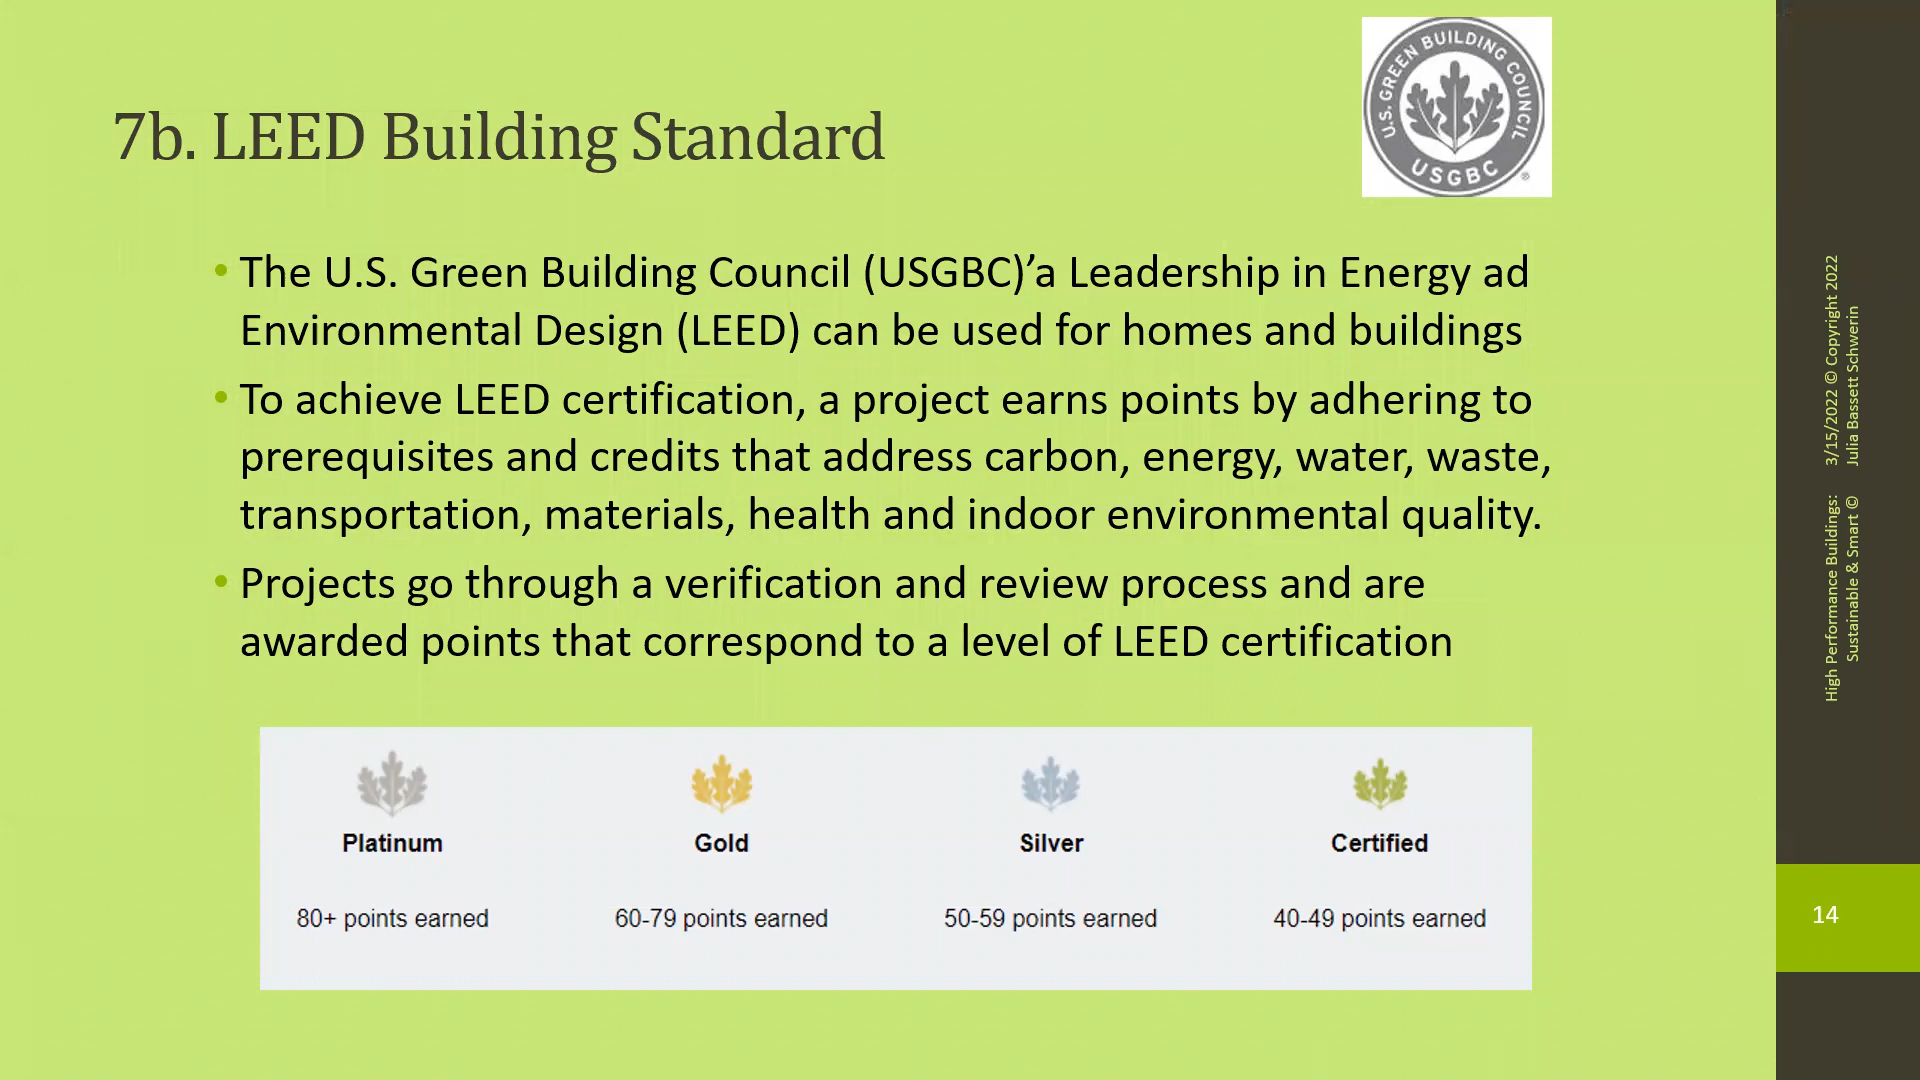 U.S. GREEN BUILDING COUNCIL
USGBC
®
7b. LEED Building Standard
• The U.S. Green Building Council (USGBC)’a Leadership in Energy ad
Environmental Design (LEED) can be used for homes and buildings
• To achieve LEED certification, a project earns points by adhering to
prerequisites and credits that address carbon, energy, water, waste,
transportation, materials, health and indoor environmental quality.
• Projects go through a verification and review process and are
awarded points that correspond to a level of LEED certification
Platinum
80+ points earned
Gold
60-79 points earned
Silver
50-59 points earned
Certified
40-49 points earned
3/15/2022 © Copyright 2022
Julia Bassett Schwerin
High Performance Buildings:
Sustainable & Smart ©
14